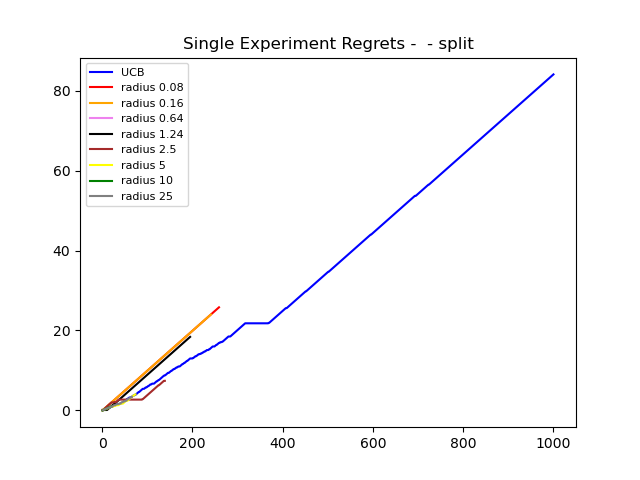 Single Experiment Regrets -  - split
UCB
radius 0.08
radius 0.16
radius 0.64
radius 1.24
radius 2.5
radius 5
radius 10
radius 25
80
60
40
20
0
0 200 400 600 800 1000